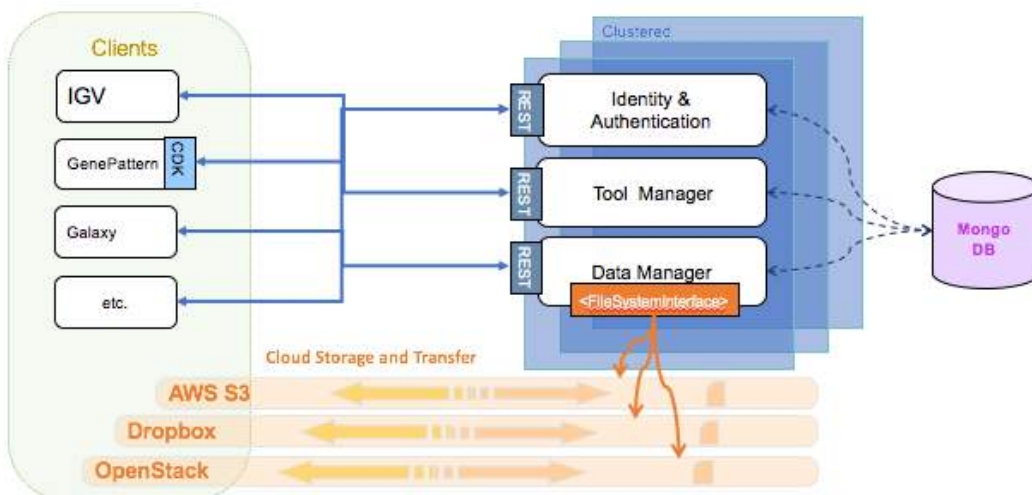 Clients
Clustered
IGV
REST
Identity &
Authentication
GenePattern
CDK
REST
Tool Manager
Galaxy
Mongo
DB
REST
Data Manager
etc.
<FileSystemInterface>
Cloud Storage and Transfer
AWS S3
Dropbox
OpenStack